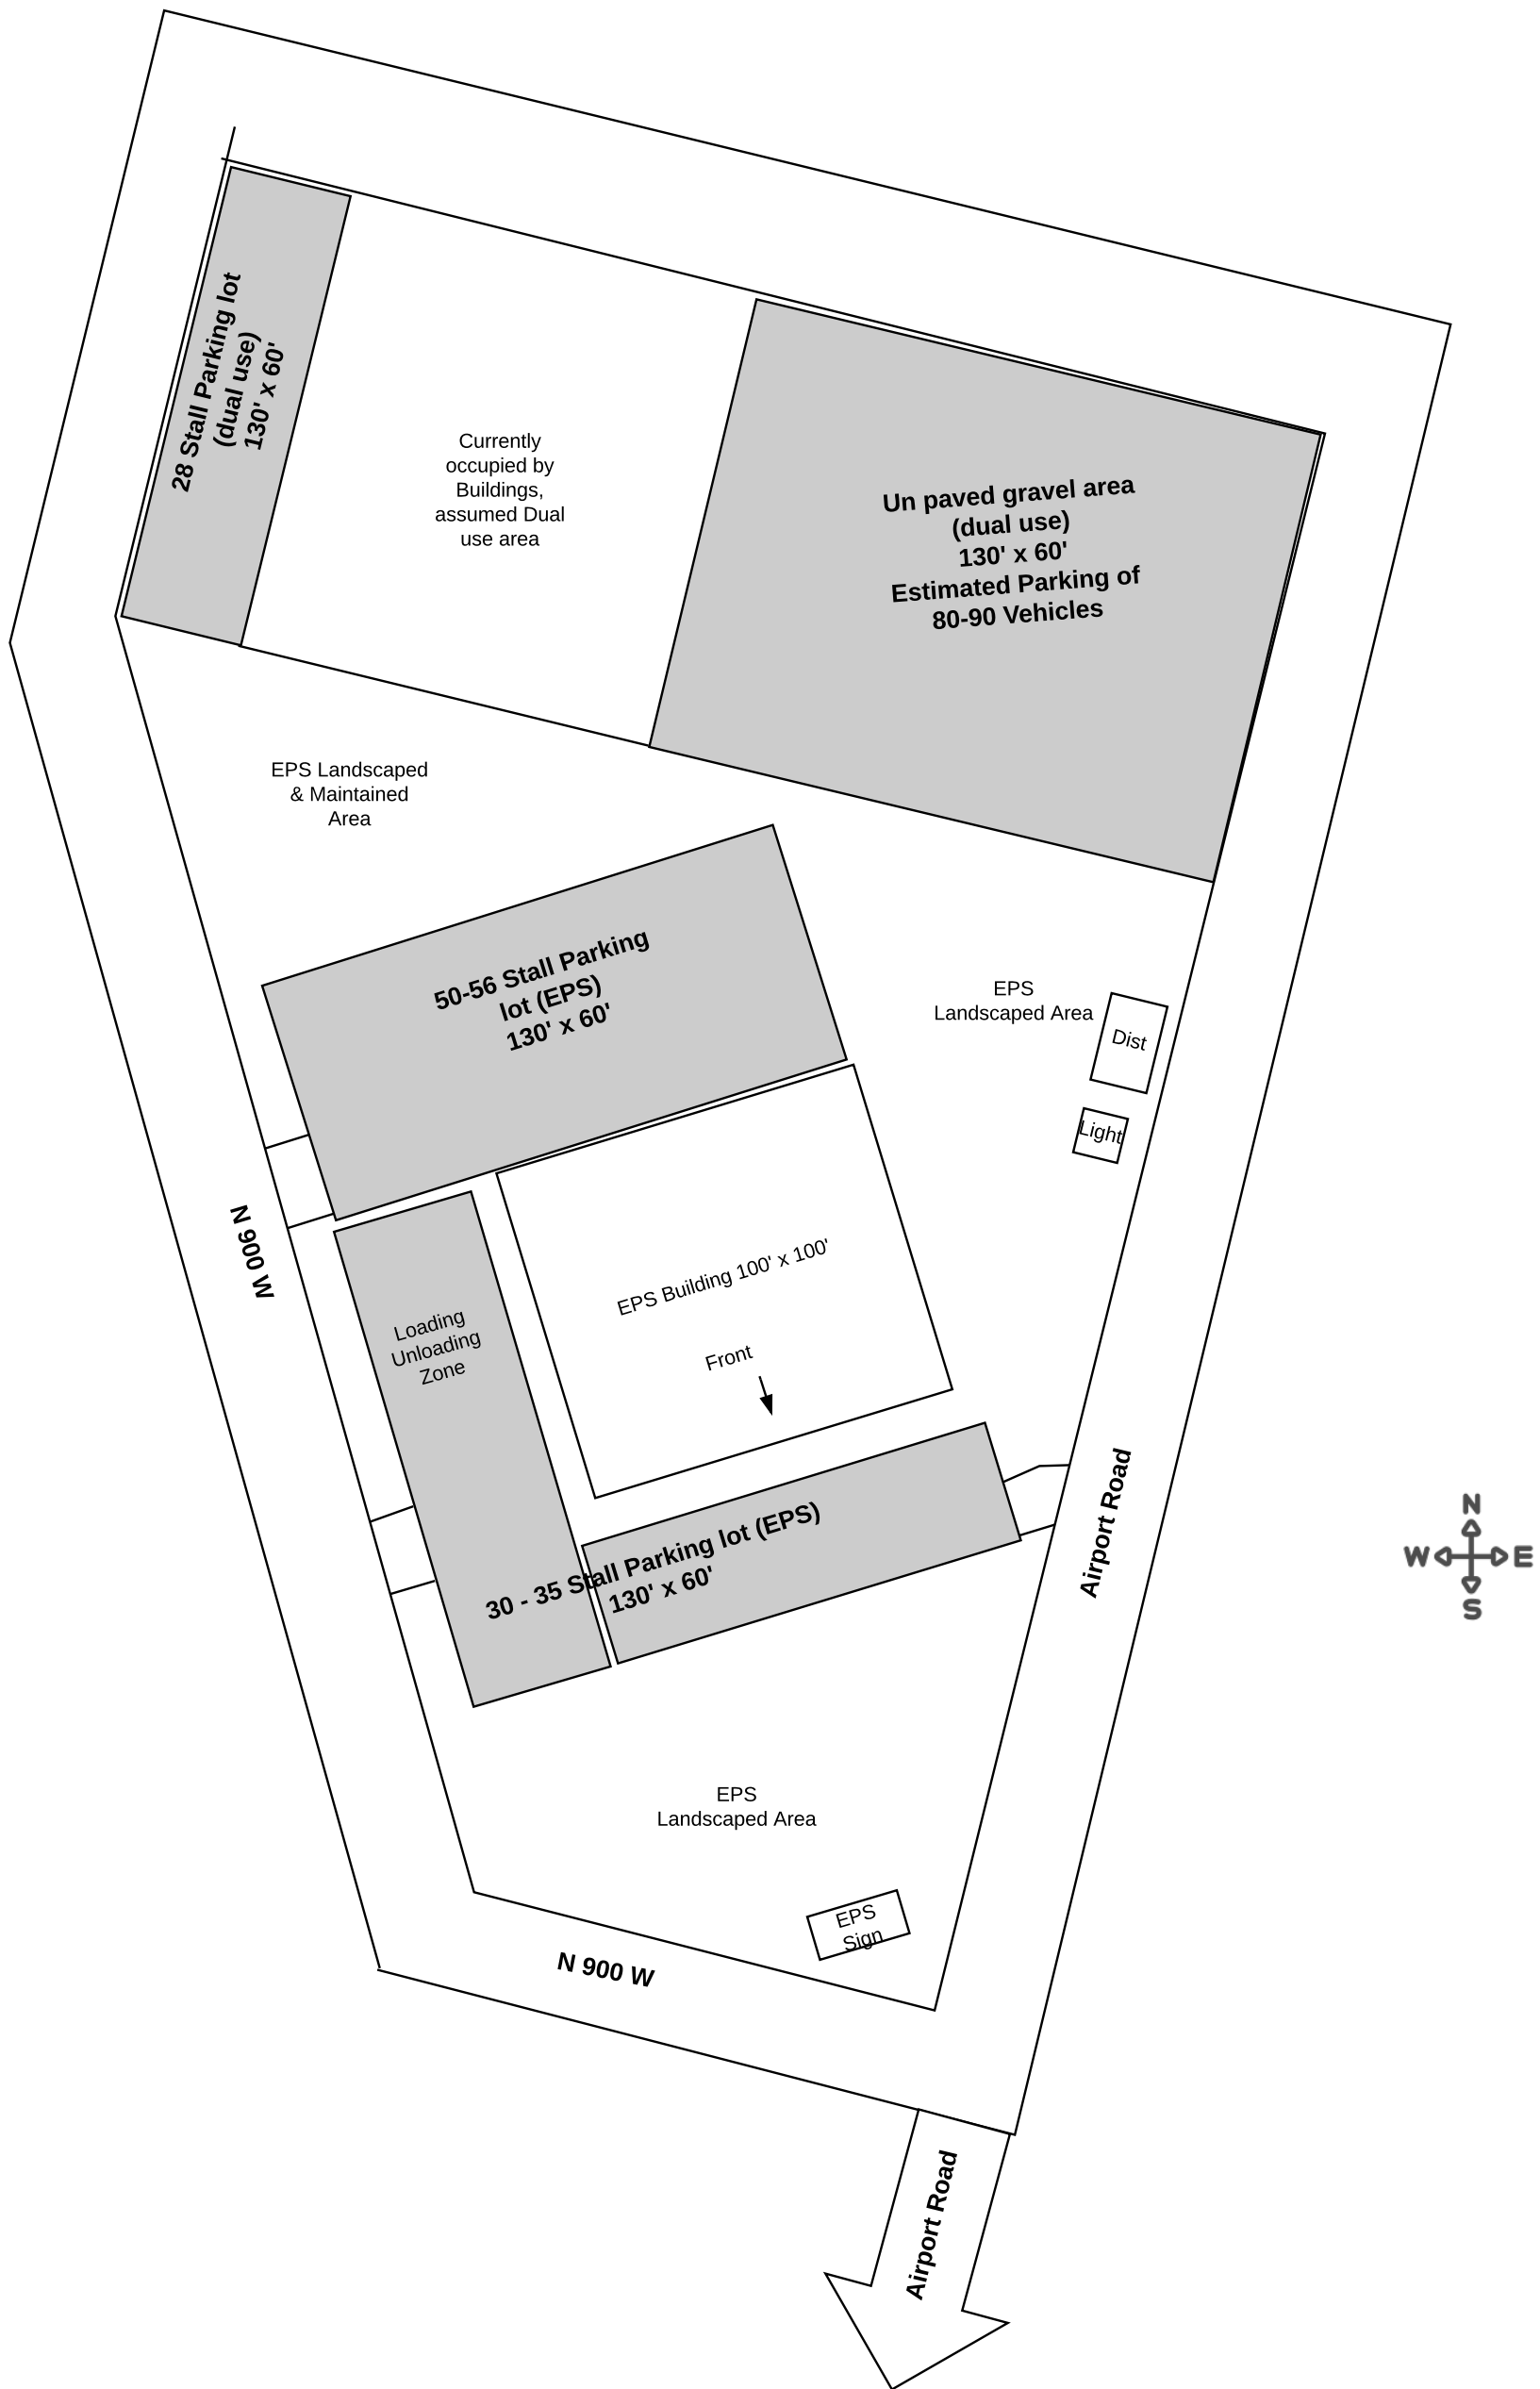 28 Stall Parking lot
(dual use)
130' x 60'
Currently
occupied by
Buildings,
assumed Dual
use area
Un paved gravel area
(dual use)
130' x 60'
Estimated Parking of
80-90 Vehicles
EPS Landscaped
& Maintained
Area
50-56 Stall Parking
lot (EPS)
130' x 60'
EPS
Landscaped Area
Dist
Light
N 900 W
EPS Building 100' x 100'
Front
Loading
Unloading
Zone
30 - 35 Stall Parking lot (EPS)
130' x 60'
Airport Road
N
W E
S
EPS
Landscaped Area
EPS
Sign
N 900 W
Airport Road